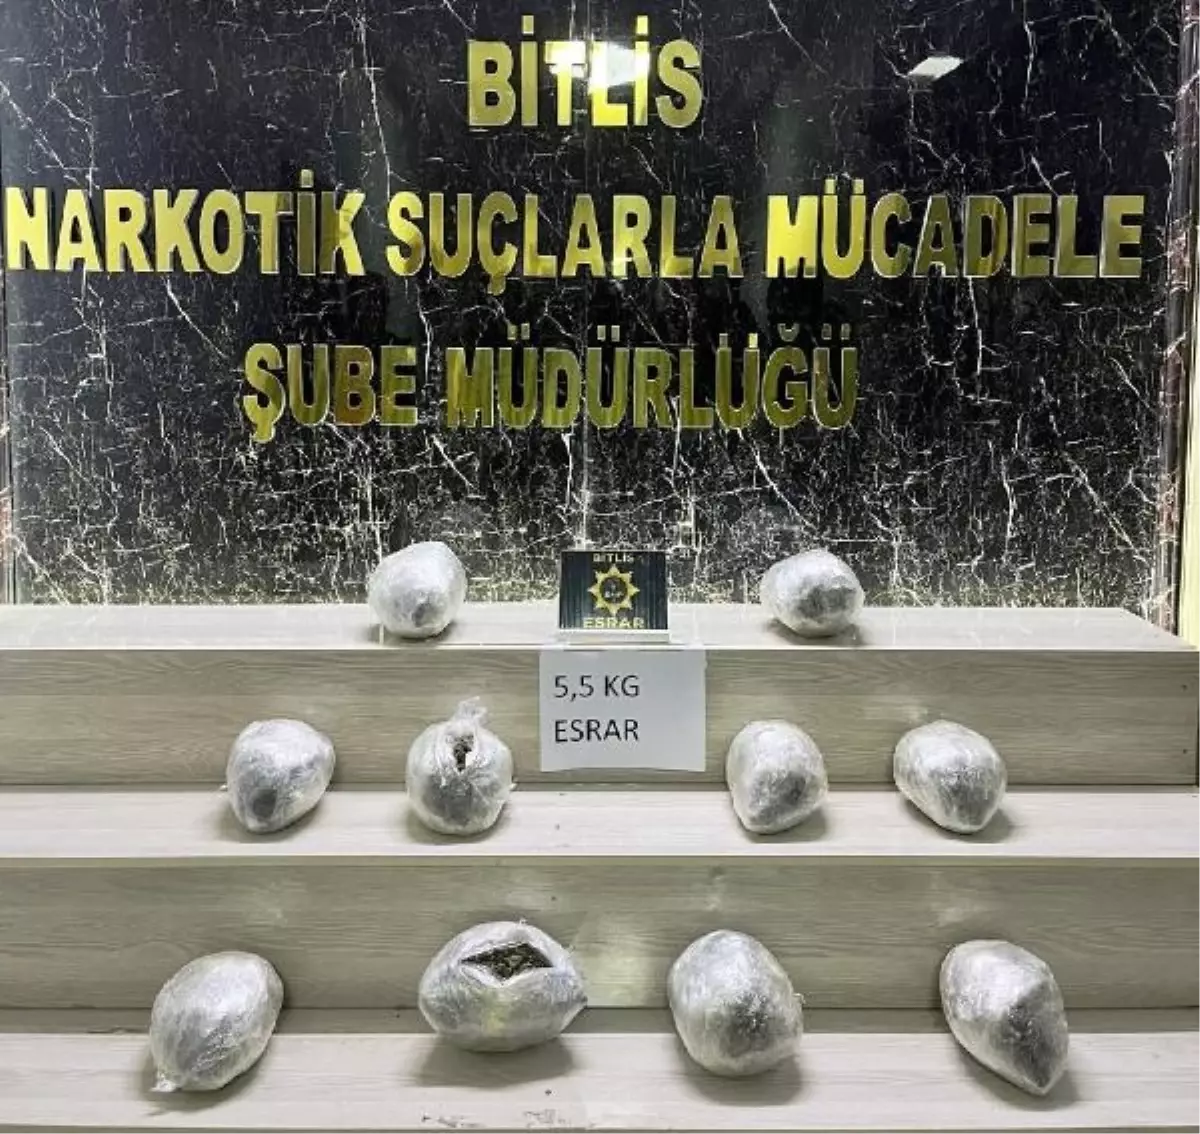 BİTLİS
NARKOTİK SUÇLARLA MÜCADELE
ŞUBE MÜDÜRLÜĞÜ
BİTLİS
ESRAR
5,5 KG
ESRAR